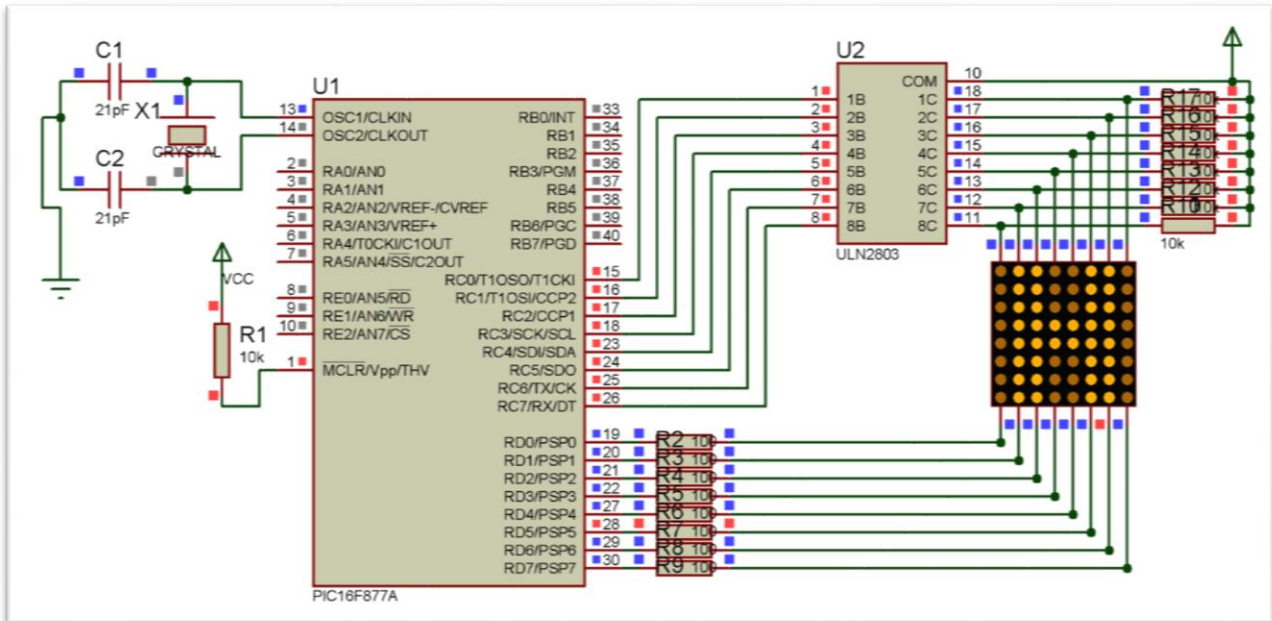 C1
21pF
X1
CRYSTAL
C2
21pF
VCC
R1
10k
U1
13 OSC1/CLKIN
14 OSC2/CLKOUT
2 RA0/AN0
3 RA1/AN1
4 RA2/AN2/VREF-/CVREF
5 RA3/AN3/VREF+
6 RA4/T0CKI/C1OUT
7 RA5/AN4/SS/C2OUT
8 RE0/AN5/RD
9 RE1/AN6/WR
10 RE2/AN7/CS
1 MCLR/Vpp/THV
RB0/INT 33
RB1 34
RB2 35
RB3/PGM 36
RB4 37
RB5 38
RB6/PGC 39
RB7/PGD 40
RC0/T1OSO/T1CKI 15
RC1/T1OSI/CCP2 16
RC2/CCP1 17
RC3/SCK/SCL 18
RC4/SDI/SDA 23
RC5/SDO 24
RC6/TX/CK 25
RC7/RX/DT 26
RD0/PSP0 19
RD1/PSP1 20
RD2/PSP2 21
RD3/PSP3 22
RD4/PSP4 27
RD5/PSP5 28
RD6/PSP6 29
RD7/PSP7 30
PIC16F877A
R2 100
R3 100
R4 100
R5 100
R6 100
R7 100
R8 100
R9 100
U2
COM 10
1 1B 1C 18
2 2B 2C 17
3 3B 3C 16
4 4B 4C 15
5 5B 5C 14
6 6B 6C 13
7 7B 7C 12
8 8B 8C 11
ULN2803
R17
R16
R15
R14
R13
R12
R10
10k